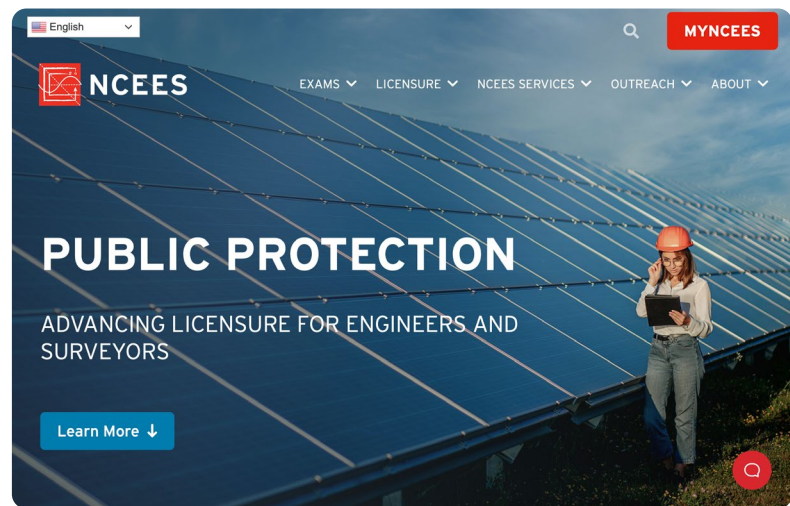 English
MYNCEES
NCEES
EXAMS
LICENSURE
NCEES SERVICES
OUTREACH
ABOUT
PUBLIC PROTECTION
ADVANCING LICENSURE FOR ENGINEERS AND
SURVEYORS
Learn More ↓